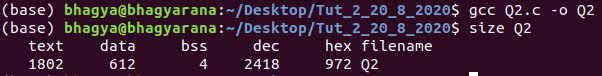 (base) bhagya@bhagyarana:~/Desktop/Tut_2_20_8_2020$ gcc Q2.c -o Q2
(base) bhagya@bhagyarana:~/Desktop/Tut_2_20_8_2020$ size Q2
   text    data     bss     dec     hex filename
   1802     612       4    2418     972 Q2